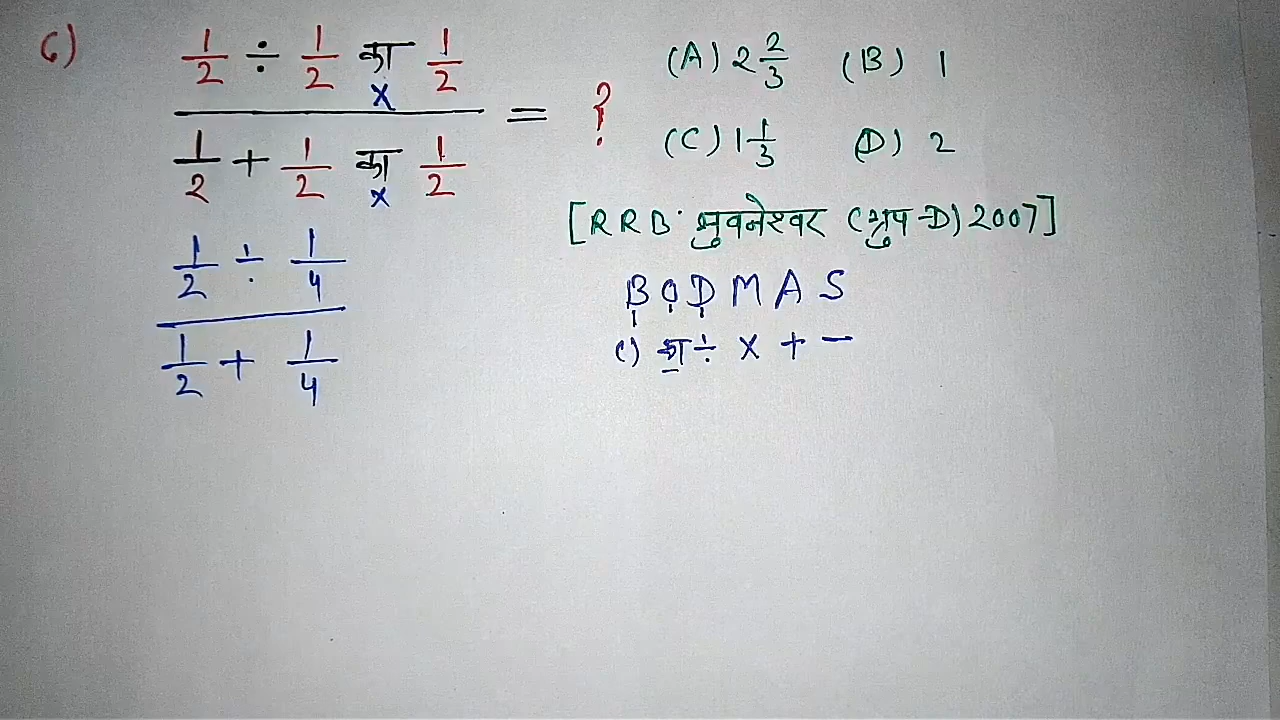 6) 1/2 ÷ 1/2 का 1/2
×
1/2 + 1/2 का 1/2
×
= ?
(A) 2 2/3 (B) 1
(C) 1 1/3 (D) 2
[RRB भुवनेश्वर (ग्रुप-D) 2007]
1/2 ÷ 1/4
1/2 + 1/4
BODMAS
() का ÷ × + −